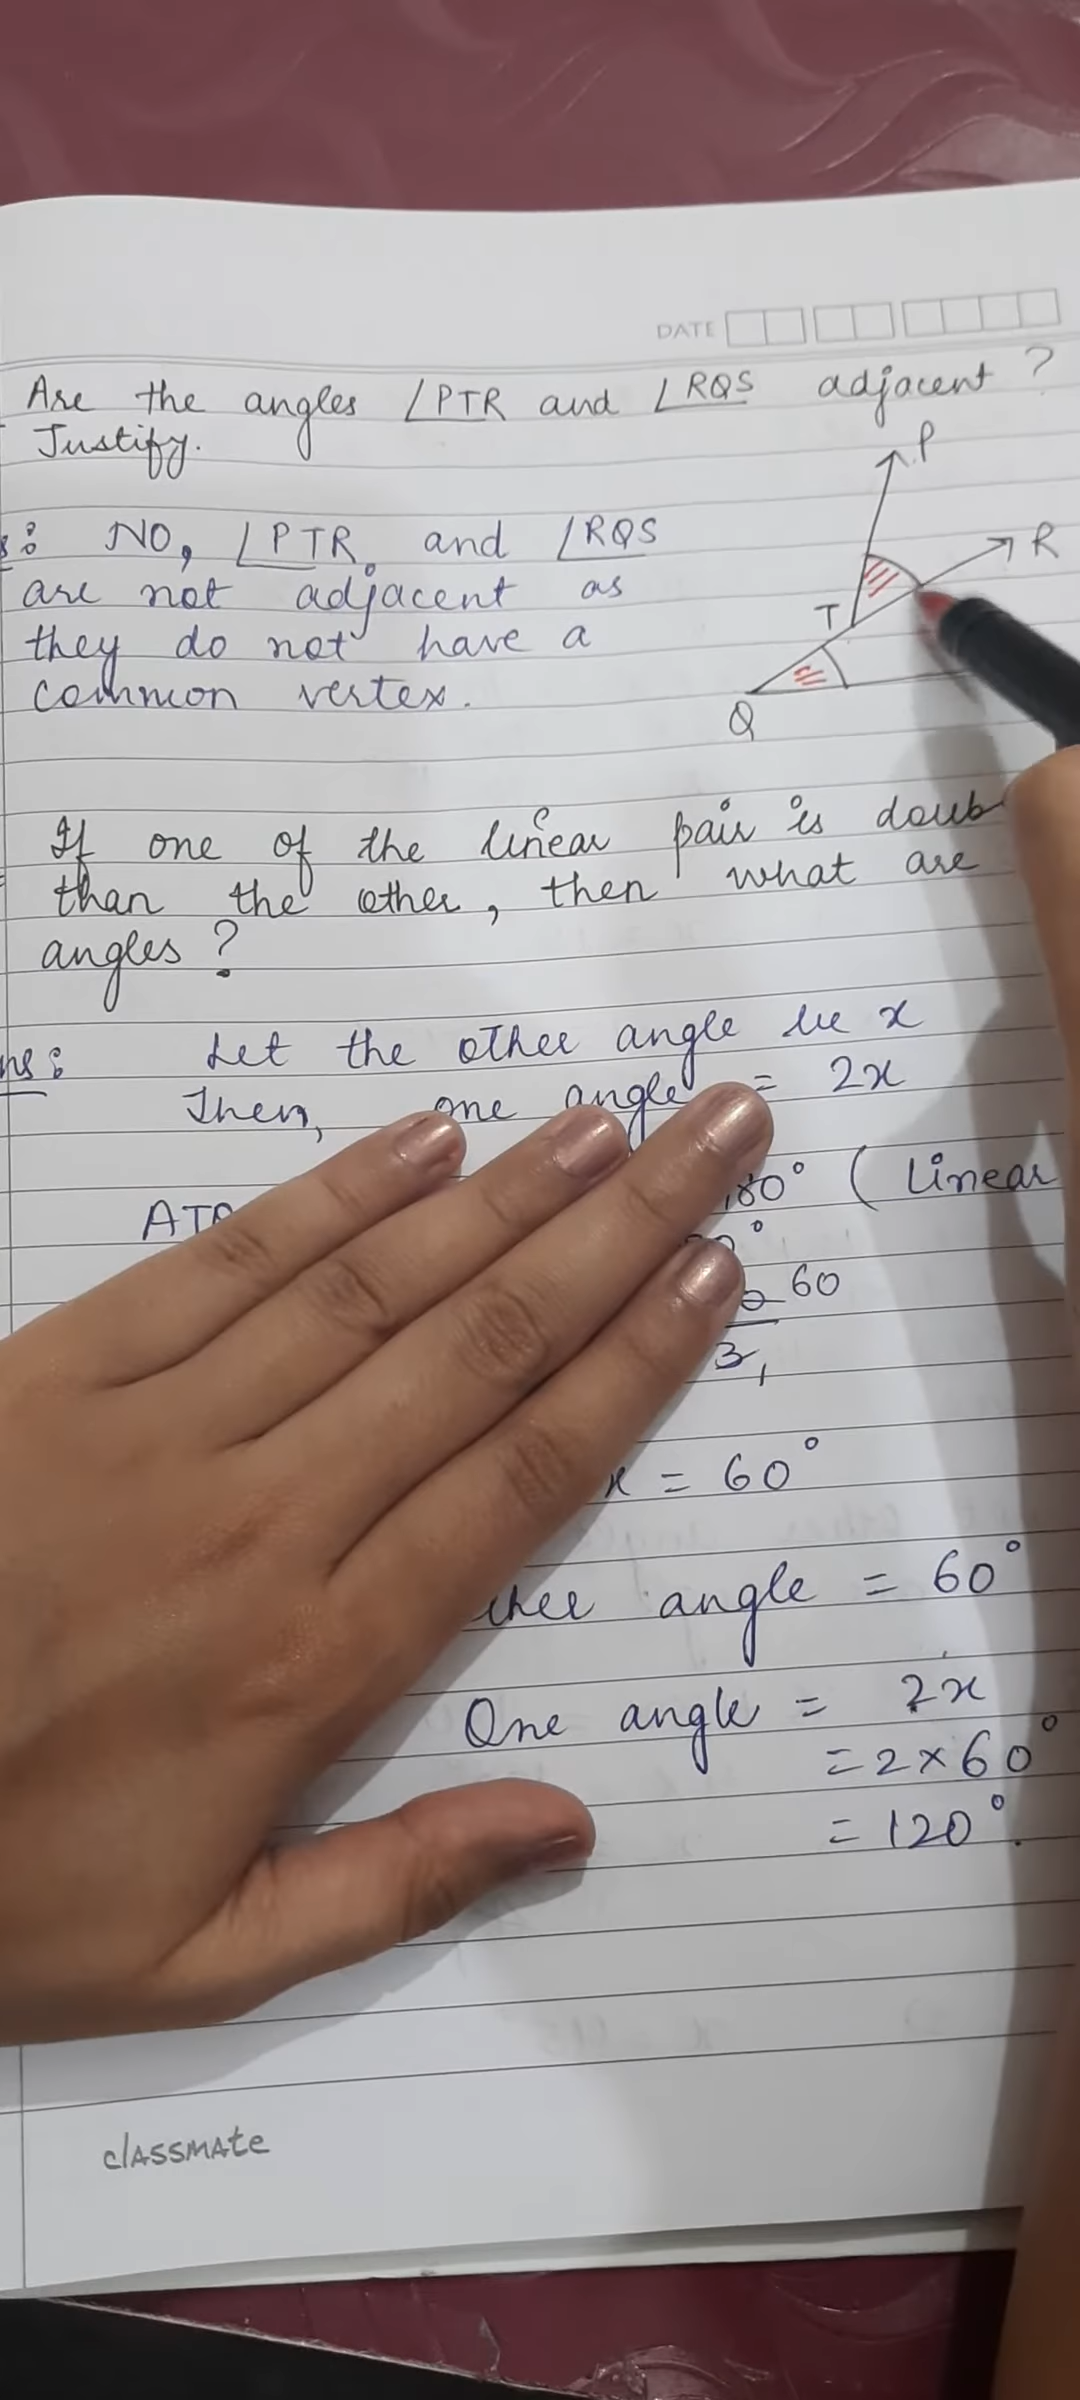 DATE
Are the angles ∠PTR and ∠RQS adjacent ?
Justify.
P
NO, ∠PTR and ∠RQS
R
are not adjacent as
T
they do not have a
common vertex.
Q
If one of the linear pair is doub
than the other, then what are
angles ?
Let the other angle be x
Then, one angle = 2x
180° ( Linear
60
3,
x = 60°
angle = 60°
One angle = 2x
= 2 × 60°
= 120°.
classmate